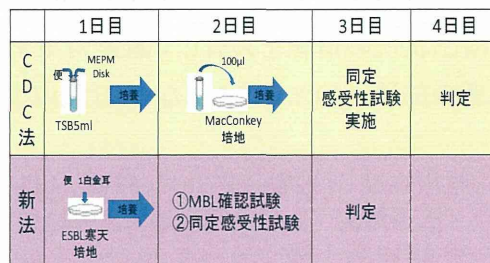 1日目 2日目 3日目 4日目
CDC法
便 MEPM Disk
培養
TSB5ml
100μl
培養
MacConkey
培地
同定
感受性試験
実施
判定
新法
便 1白金耳
培養
ESBL寒天
培地
①MBL確認試験
②同定感受性試験
判定